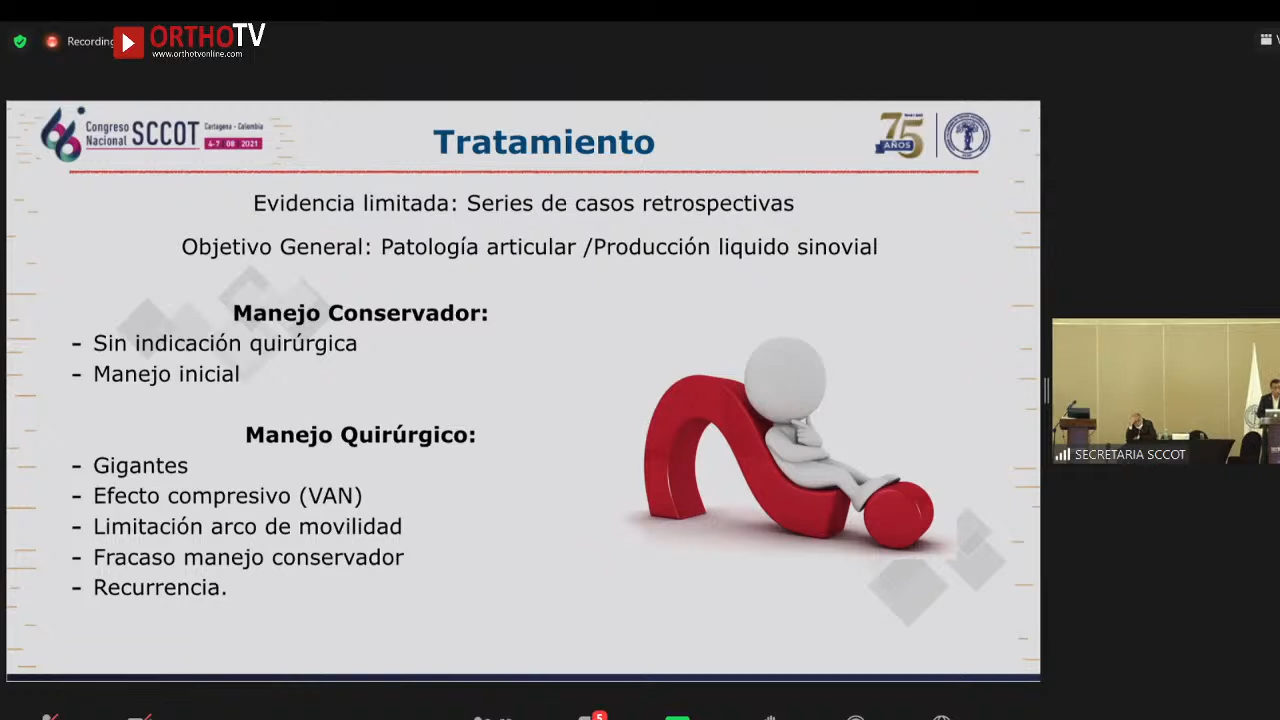 Recording
ORTHOTV
www.orthotvonline.com
Congreso
Nacional SCCOT
Cartagena - Colombia
4-7 08 2021
Tratamiento
75
AÑOS
Evidencia limitada: Series de casos retrospectivas
Objetivo General: Patología articular /Producción liquido sinovial
Manejo Conservador:
- Sin indicación quirúrgica
- Manejo inicial
Manejo Quirúrgico:
- Gigantes
- Efecto compresivo (VAN)
- Limitación arco de movilidad
- Fracaso manejo conservador
- Recurrencia.
SECRETARIA SCCOT
5